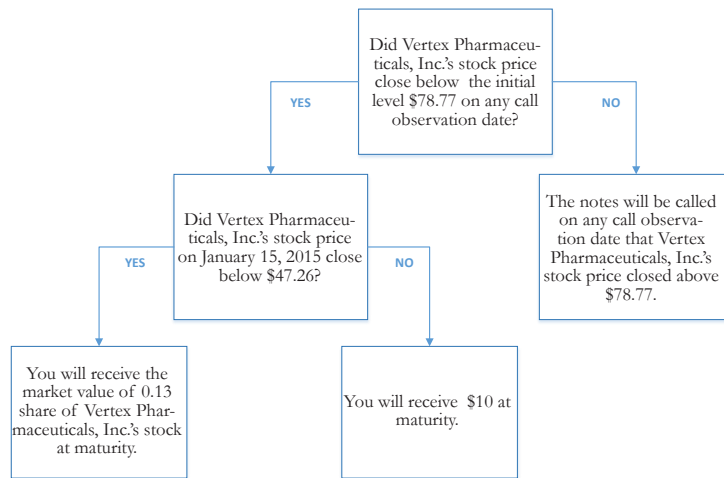 Did Vertex Pharmaceu-
ticals, Inc.'s stock price
close below the initial
level $78.77 on any call
observation date?
YES
NO
Did Vertex Pharmaceu-
ticals, Inc.'s stock price
on January 15, 2015 close
below $47.26?
The notes will be called
on any call observa-
tion date that Vertex
Pharmaceuticals, Inc.'s
stock price closed above
$78.77.
YES
NO
You will receive the
market value of 0.13
share of Vertex Phar-
maceuticals, Inc.'s stock
at maturity.
You will receive $10 at
maturity.